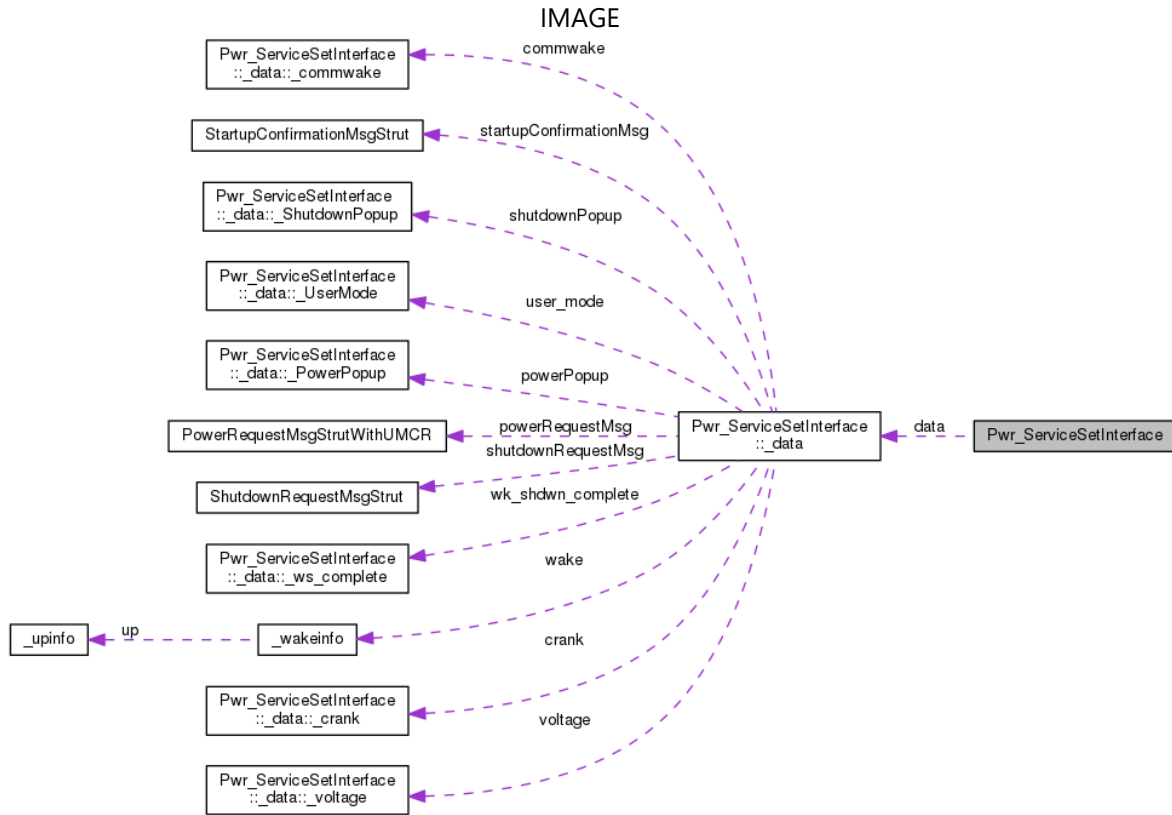 IMAGE
commwake
Pwr_ServiceSetInterface
::_data::_commwake
startupConfirmationMsg
StartupConfirmationMsgStrut
Pwr_ServiceSetInterface
::_data::_ShutdownPopup
shutdownPopup
Pwr_ServiceSetInterface
::_data::_UserMode
user_mode
Pwr_ServiceSetInterface
::_data::_PowerPopup
powerPopup
PowerRequestMsgStrutWithUMCR
powerRequestMsg
Pwr_ServiceSetInterface
::_data
data
Pwr_ServiceSetInterface
shutdownRequestMsg
ShutdownRequestMsgStrut
wk_shdwn_complete
Pwr_ServiceSetInterface
::_data::_ws_complete
wake
_upinfo
up
_wakeinfo
crank
Pwr_ServiceSetInterface
::_data::_crank
voltage
Pwr_ServiceSetInterface
::_data::_voltage